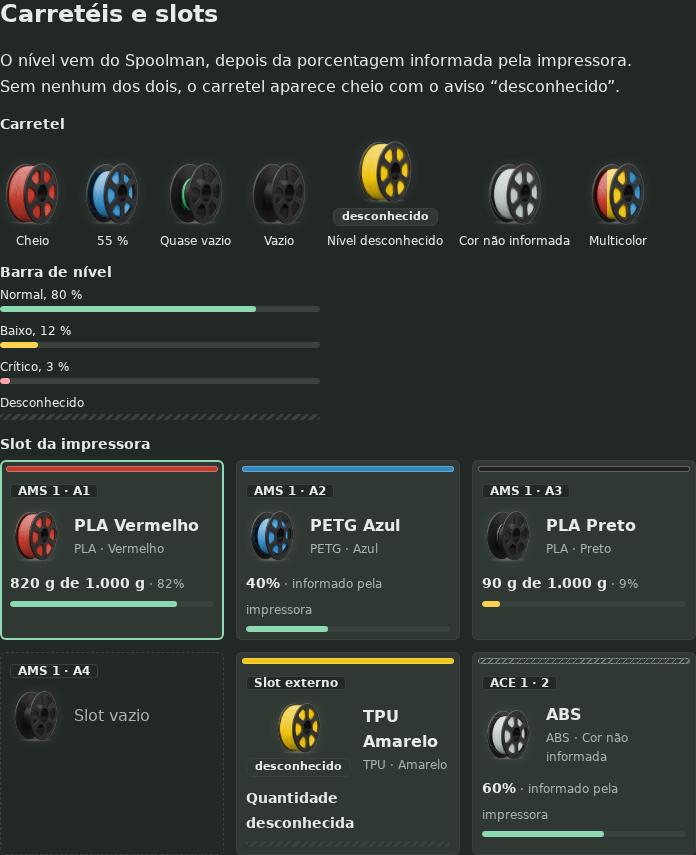 Carretéis e slots
O nível vem do Spoolman, depois da porcentagem informada pela impressora.
Sem nenhum dos dois, o carretel aparece cheio com o aviso “desconhecido”.
Carretel
desconhecido
Cheio
55 %
Quase vazio
Vazio
Nível desconhecido
Cor não informada
Multicolor
Barra de nível
Normal, 80 %
Baixo, 12 %
Crítico, 3 %
Desconhecido
Slot da impressora
AMS 1 · A1
PLA Vermelho
PLA · Vermelho
820 g de 1.000 g · 82%
AMS 1 · A2
PETG Azul
PETG · Azul
40% · informado pela
impressora
AMS 1 · A3
PLA Preto
PLA · Preto
90 g de 1.000 g · 9%
AMS 1 · A4
Slot vazio
Slot externo
TPU
Amarelo
TPU · Amarelo
desconhecido
Quantidade
desconhecida
ACE 1 · 2
ABS
ABS · Cor não
informada
60% · informado pela
impressora